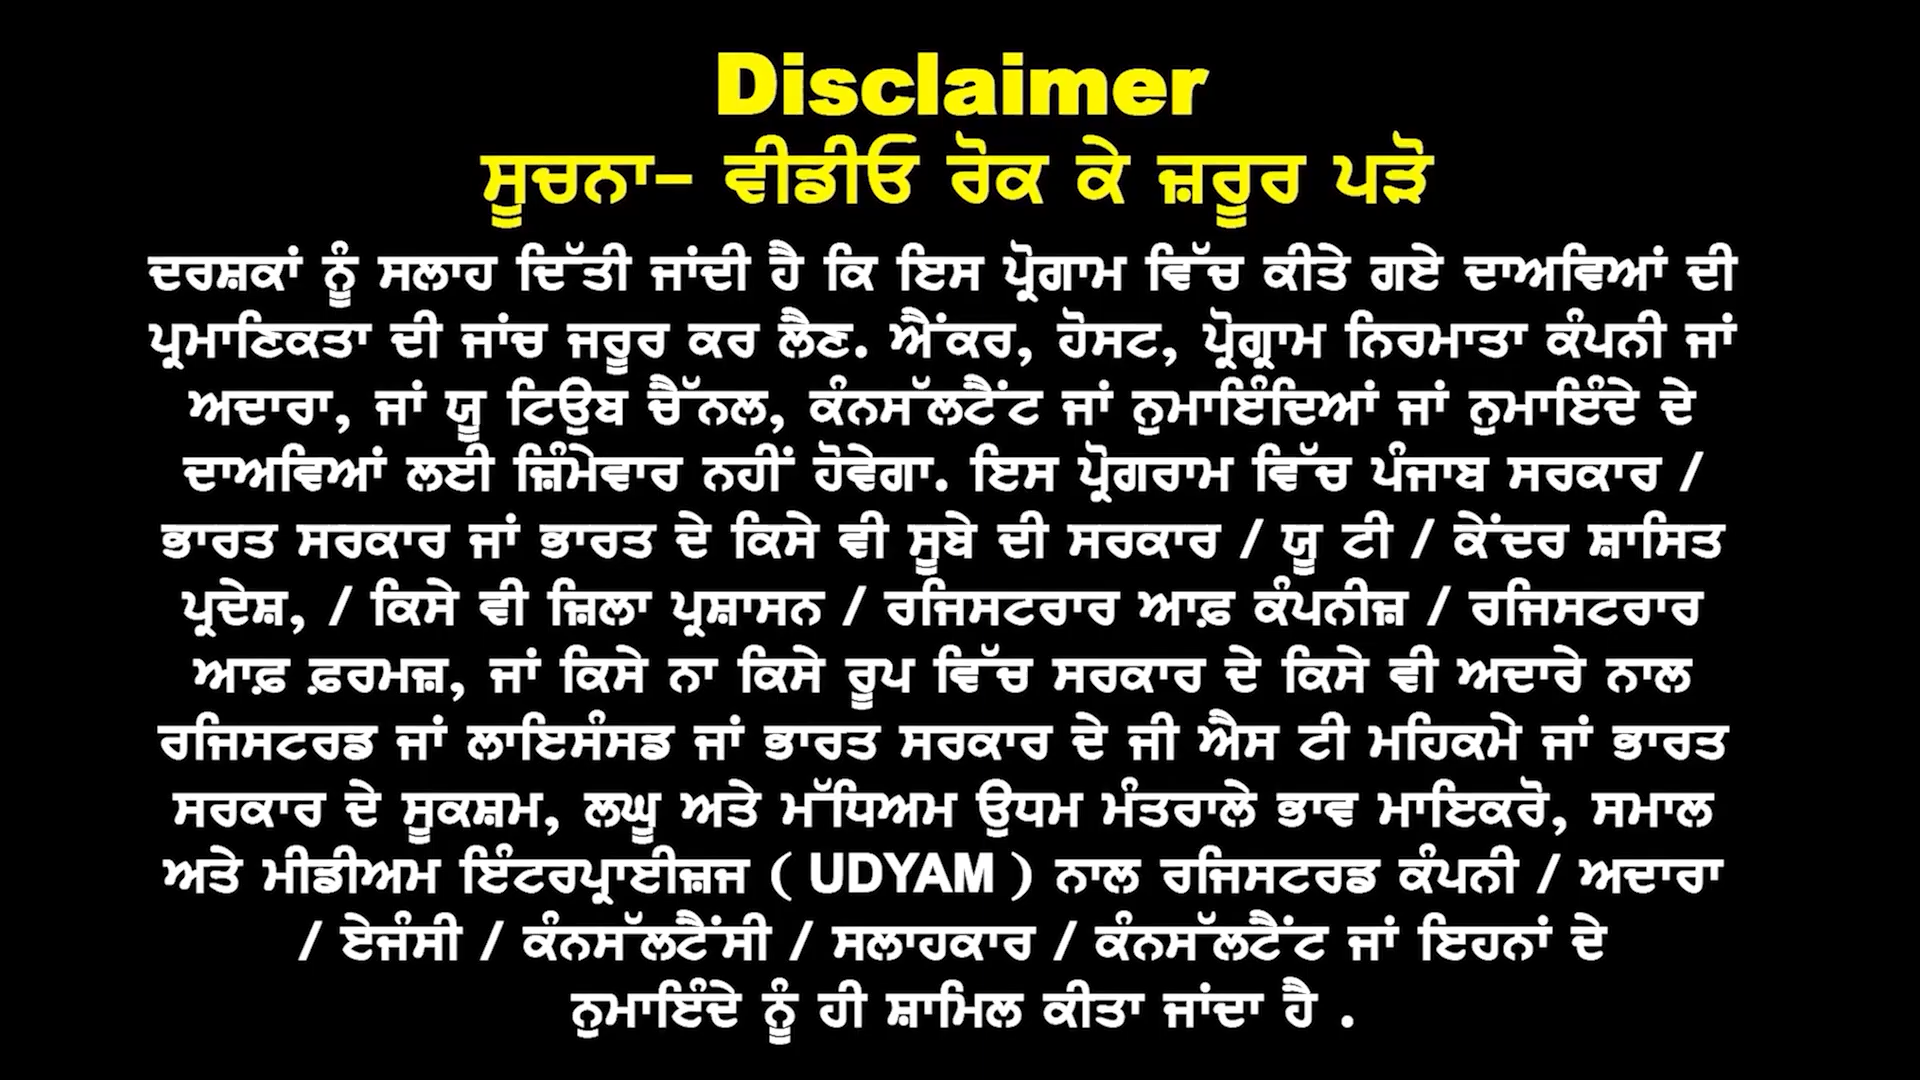 Disclaimer
ਸੂਚਨਾ- ਵੀਡੀਓ ਰੋਕ ਕੇ ਜ਼ਰੂਰ ਪੜੋ
ਦਰਸ਼ਕਾਂ ਨੂੰ ਸਲਾਹ ਦਿੱਤੀ ਜਾਂਦੀ ਹੈ ਕਿ ਇਸ ਪ੍ਰੋਗਾਮ ਵਿੱਚ ਕੀਤੇ ਗਏ ਦਾਅਵਿਆਂ ਦੀ
ਪ੍ਰਮਾਣਿਕਤਾ ਦੀ ਜਾਂਚ ਜਰੂਰ ਕਰ ਲੈਣ. ਐਂਕਰ, ਹੋਸਟ, ਪ੍ਰੋਗ੍ਰਾਮ ਨਿਰਮਾਤਾ ਕੰਪਨੀ ਜਾਂ
ਅਦਾਰਾ, ਜਾਂ ਯੂ ਟਿਊਬ ਚੈੱਨਲ, ਕੰਨਸੱਲਟੈਂਟ ਜਾਂ ਨੁਮਾਇੰਦਿਆਂ ਜਾਂ ਨੁਮਾਇੰਦੇ ਦੇ
ਦਾਅਵਿਆਂ ਲਈ ਜ਼ਿੰਮੇਵਾਰ ਨਹੀਂ ਹੋਵੇਗਾ. ਇਸ ਪ੍ਰੋਗਰਾਮ ਵਿੱਚ ਪੰਜਾਬ ਸਰਕਾਰ /
ਭਾਰਤ ਸਰਕਾਰ ਜਾਂ ਭਾਰਤ ਦੇ ਕਿਸੇ ਵੀ ਸੂਬੇ ਦੀ ਸਰਕਾਰ / ਯੂ ਟੀ / ਕੇਂਦਰ ਸ਼ਾਸਿਤ
ਪ੍ਰਦੇਸ਼, / ਕਿਸੇ ਵੀ ਜ਼ਿਲਾ ਪ੍ਰਸ਼ਾਸਨ / ਰਜਿਸਟਰਾਰ ਆਫ਼ ਕੰਪਨੀਜ਼ / ਰਜਿਸਟਰਾਰ
ਆਫ਼ ਫ਼ਰਮਜ਼, ਜਾਂ ਕਿਸੇ ਨਾ ਕਿਸੇ ਰੂਪ ਵਿੱਚ ਸਰਕਾਰ ਦੇ ਕਿਸੇ ਵੀ ਅਦਾਰੇ ਨਾਲ
ਰਜਿਸਟਰਡ ਜਾਂ ਲਾਇਸੰਸਡ ਜਾਂ ਭਾਰਤ ਸਰਕਾਰ ਦੇ ਜੀ ਐਸ ਟੀ ਮਹਿਕਮੇ ਜਾਂ ਭਾਰਤ
ਸਰਕਾਰ ਦੇ ਸੂਕਸ਼ਮ, ਲਘੂ ਅਤੇ ਮੱਧਿਅਮ ਉਧਮ ਮੰਤਰਾਲੇ ਭਾਵ ਮਾਇਕਰੋ, ਸਮਾਲ
ਅਤੇ ਮੀਡੀਅਮ ਇੰਟਰਪ੍ਰਾਈਜ਼ਜ ( UDYAM ) ਨਾਲ ਰਜਿਸਟਰਡ ਕੰਪਨੀ / ਅਦਾਰਾ
/ ਏਜੰਸੀ / ਕੰਨਸੱਲਟੈਂਸੀ / ਸਲਾਹਕਾਰ / ਕੰਨਸੱਲਟੈਂਟ ਜਾਂ ਇਹਨਾਂ ਦੇ
ਨੁਮਾਇੰਦੇ ਨੂੰ ਹੀ ਸ਼ਾਮਿਲ ਕੀਤਾ ਜਾਂਦਾ ਹੈ .